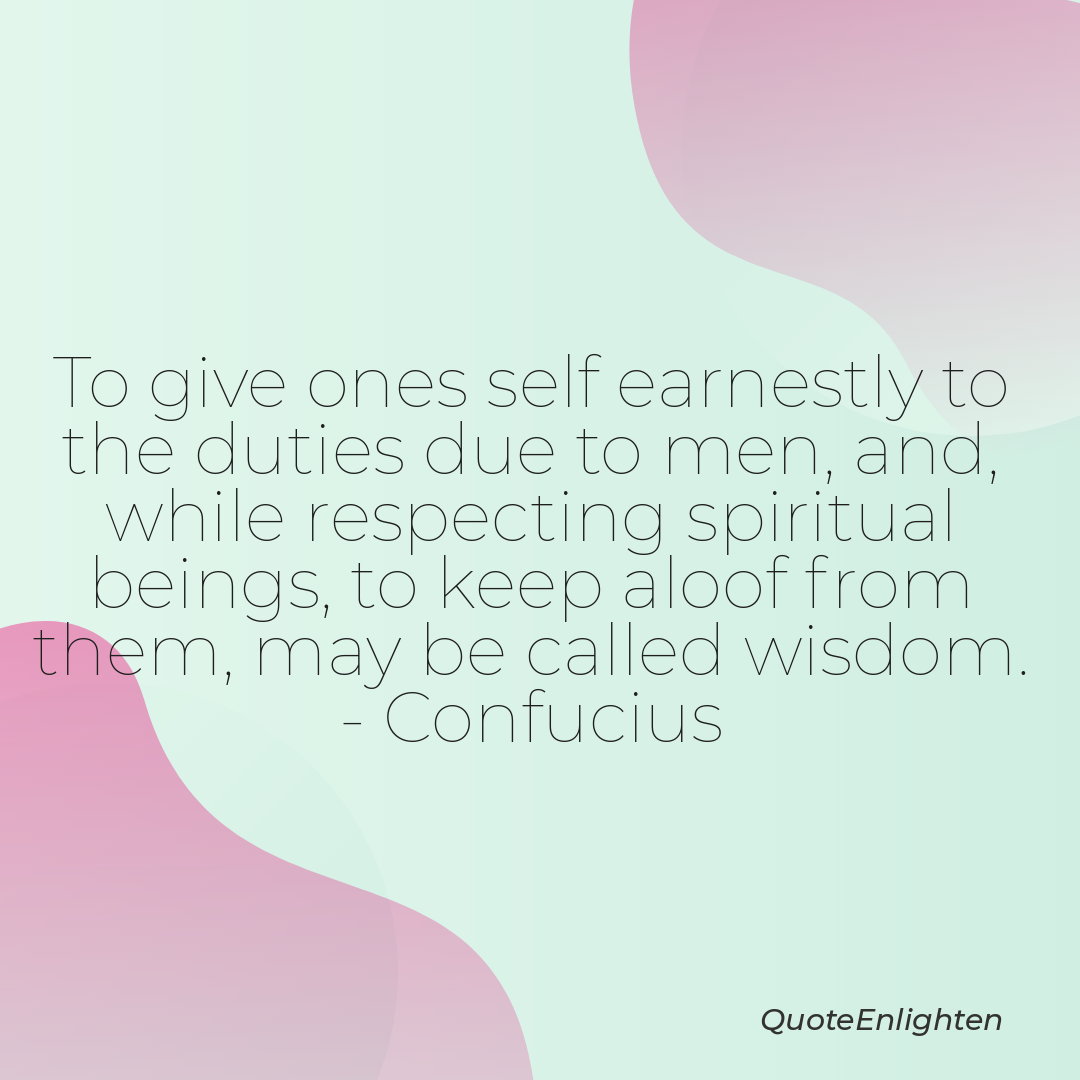 To give ones self earnestly to
the duties due to men, and,
while respecting spiritual
beings, to keep aloof from
them, may be called wisdom.
- Confucius
QuoteEnlighten